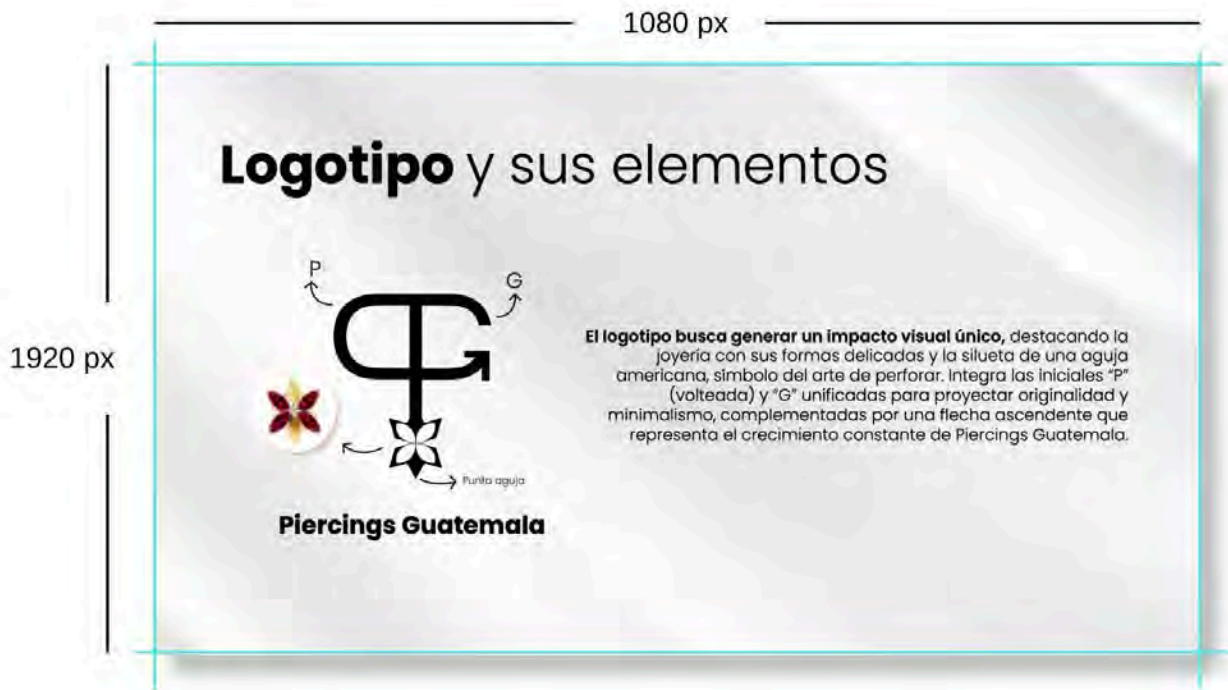 1080 px
1920 px
Logotipo y sus elementos
P
G
Punta aguja
Piercings Guatemala
El logotipo busca generar un impacto visual único, destacando la
joyería con sus formas delicadas y la silueta de una aguja
americana, símbolo del arte de perforar. Integra las iniciales "P"
(volteada) y "G" unificadas para proyectar originalidad y
minimalismo, complementadas por una flecha ascendente que
representa el crecimiento constante de Piercings Guatemala.